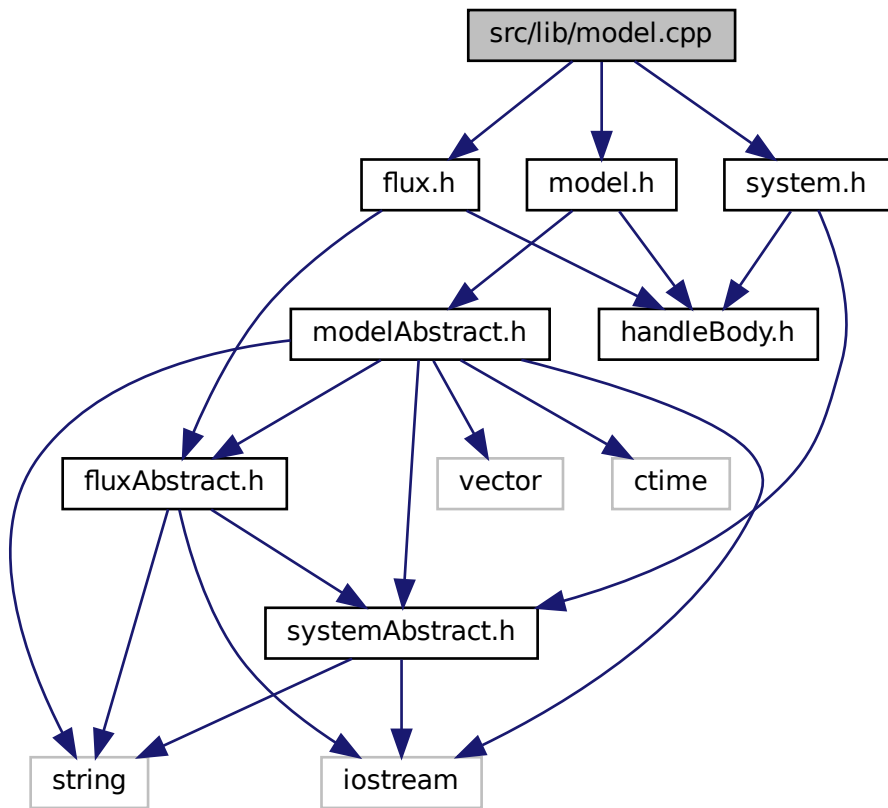 src/lib/model.cpp
flux.h
model.h
system.h
modelAbstract.h
handleBody.h
fluxAbstract.h
vector
ctime
systemAbstract.h
string
iostream